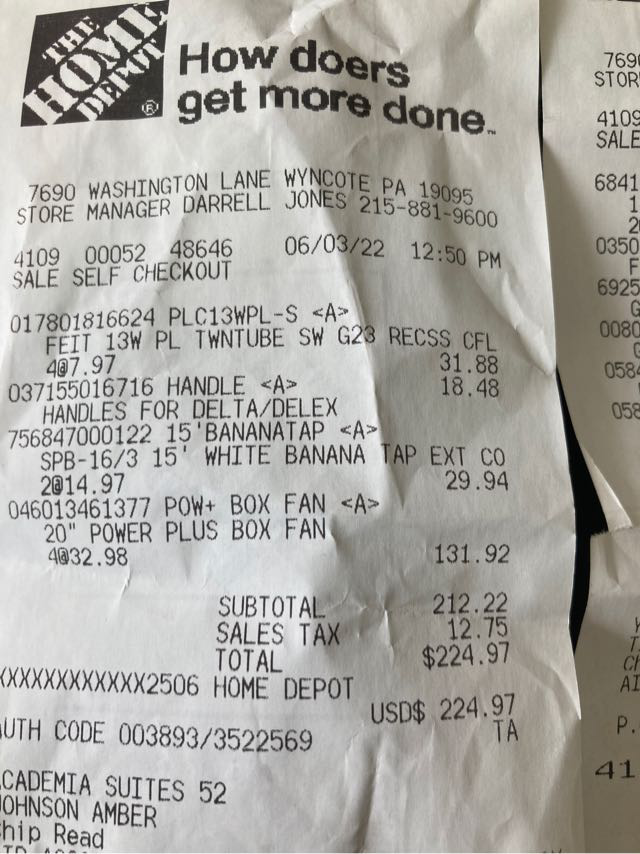 THE
HOME
DEPOT
®
How doers
get more done™
7690 WASHINGTON LANE WYNCOTE PA 19095
STORE MANAGER DARRELL JONES 215-881-9600
4109 00052 48646 06/03/22 12:50 PM
SALE SELF CHECKOUT
017801816624 PLC13WPL-S <A>
FEIT 13W PL TWNTUBE SW G23 RECSS CFL
4@7.97 31.88
037155016716 HANDLE <A> 18.48
HANDLES FOR DELTA/DELEX
756847000122 15'BANANATAP <A>
SPB-16/3 15' WHITE BANANA TAP EXT CO
2@14.97 29.94
046013461377 POW+ BOX FAN <A>
20" POWER PLUS BOX FAN
4@32.98 131.92
SUBTOTAL 212.22
SALES TAX 12.75
TOTAL $224.97
XXXXXXXXXXXX2506 HOME DEPOT
USD$ 224.97
UTH CODE 003893/3522569 TA
CADEMIA SUITES 52
OHNSON AMBER
hip Read
769
STOR
4109
SALE
6841
1
2
0350
F
6925
G
0080
0584
058
P.
41